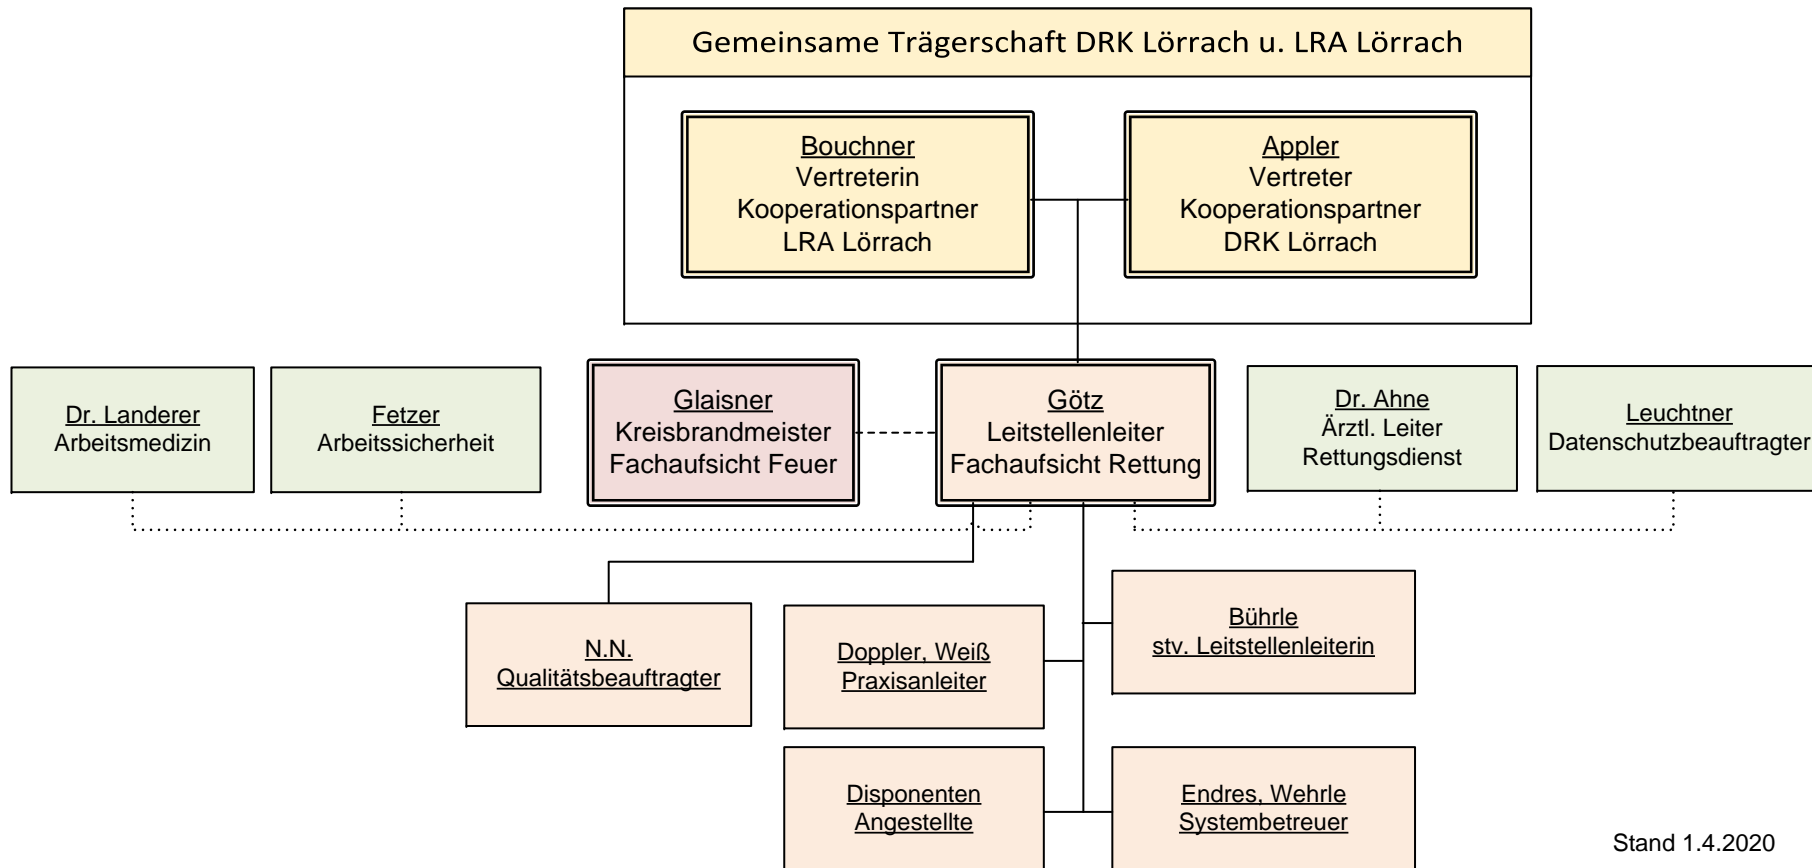 Gemeinsame Trägerschaft DRK Lörrach u. LRA Lörrach
Bouchner
Vertreterin
Kooperationspartner
LRA Lörrach
Appler
Vertreter
Kooperationspartner
DRK Lörrach
Dr. Landerer
Arbeitsmedizin
Fetzer
Arbeitssicherheit
Glaisner
Kreisbrandmeister
Fachaufsicht Feuer
Götz
Leitstellenleiter
Fachaufsicht Rettung
Dr. Ahne
Ärztl. Leiter
Rettungsdienst
Leuchtner
Datenschutzbeauftragter
N.N.
Qualitätsbeauftragter
Doppler, Weiß
Praxisanleiter
Bührle
stv. Leitstellenleiterin
Disponenten
Angestellte
Endres, Wehrle
Systembetreuer
Stand 1.4.2020